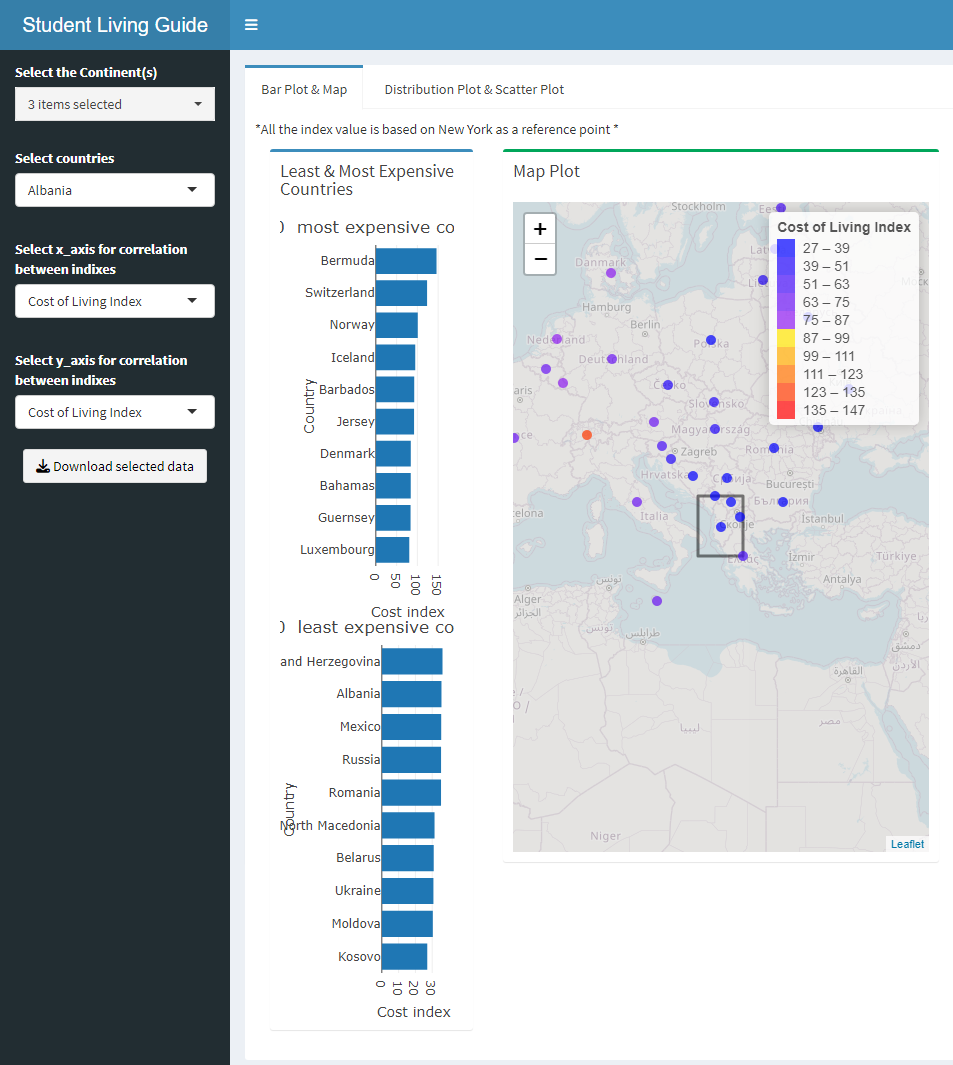 Student Living Guide
Select the Continent(s)
3 items selected
Select countries
Albania
Select x_axis for correlation
between indexes
Cost of Living Index
Select y_axis for correlation
between indexes
Cost of Living Index
Download selected data
Bar Plot & Map
Distribution Plot & Scatter Plot
*All the index value is based on New York as a reference point *
Least & Most Expensive
Countries
most expensive co
Bermuda
Switzerland
Norway
Iceland
Barbados
Jersey
Denmark
Bahamas
Guernsey
Luxembourg
Country
0 50 100 150
Cost index
least expensive co
and Herzegovina
Albania
Mexico
Russia
Romania
North Macedonia
Belarus
Ukraine
Moldova
Kosovo
Country
0 10 20 30
Cost index
Map Plot
+
−
Cost of Living Index
27 – 39
39 – 51
51 – 63
63 – 75
75 – 87
87 – 99
99 – 111
111 – 123
123 – 135
135 – 147
Stockholm
Danmark
Hamburg
Berlin
Deutschland
Polska
Česko
Slovensko
Magyarország
Zagreb
Hrvatska
România
București
България
Italia
İstanbul
İzmir
Türkiye
Antalya
Alger
الجزائر
تونس
تونس
طرابلس
دمشق
الأردن
القاهرة
ليبيا
مصر
Niger
Leaflet